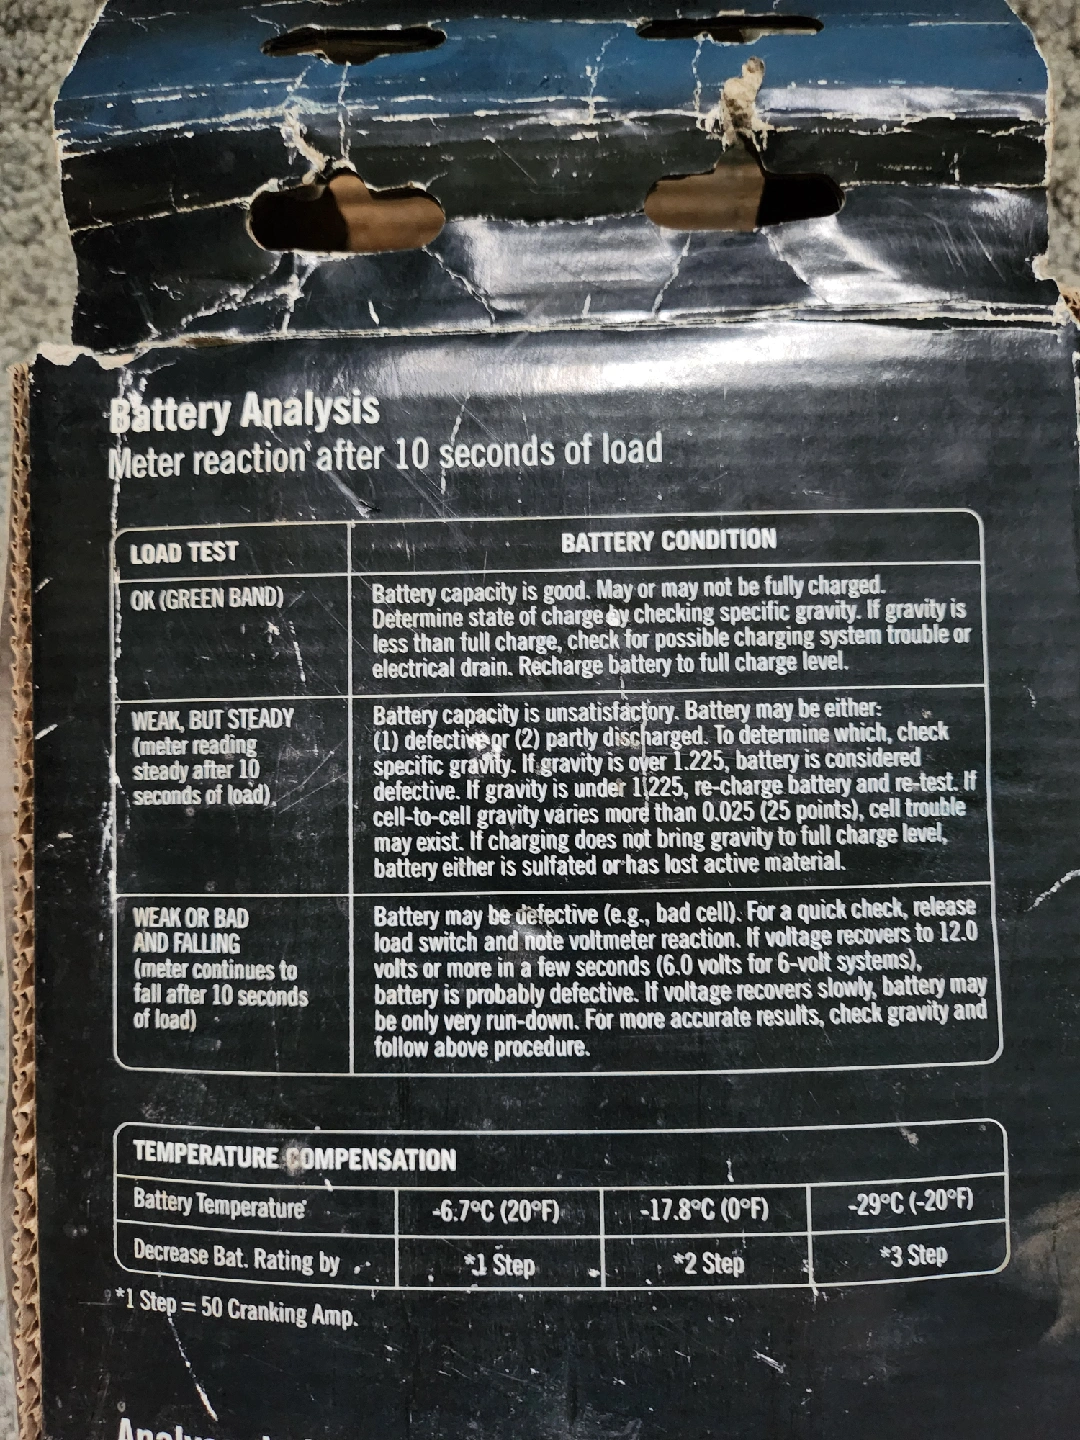 Battery Analysis
Meter reaction after 10 seconds of load
LOAD TEST
BATTERY CONDITION
OK (GREEN BAND)
Battery capacity is good. May or may not be fully charged.
Determine state of charge by checking specific gravity. If gravity is
less than full charge, check for possible charging system trouble or
electrical drain. Recharge battery to full charge level.
WEAK, BUT STEADY
(meter reading
steady after 10
seconds of load)
Battery capacity is unsatisfactory. Battery may be either:
(1) defective or (2) partly discharged. To determine which, check
specific gravity. If gravity is over 1.225, battery is considered
defective. If gravity is under 1.225, re-charge battery and re-test. If
cell-to-cell gravity varies more than 0.025 (25 points), cell trouble
may exist. If charging does not bring gravity to full charge level,
battery either is sulfated or has lost active material.
WEAK OR BAD
AND FALLING
(meter continues to
fall after 10 seconds
of load)
Battery may be defective (e.g., bad cell). For a quick check, release
load switch and note voltmeter reaction. If voltage recovers to 12.0
volts or more in a few seconds (6.0 volts for 6-volt systems),
battery is probably defective. If voltage recovers slowly, battery may
be only very run-down. For more accurate results, check gravity and
follow above procedure.
TEMPERATURE COMPENSATION
Battery Temperature
-6.7°C (20°F)
-17.8°C (0°F)
-29°C (-20°F)
Decrease Bat. Rating by
*1 Step
*2 Step
*3 Step
*1 Step = 50 Cranking Amp.